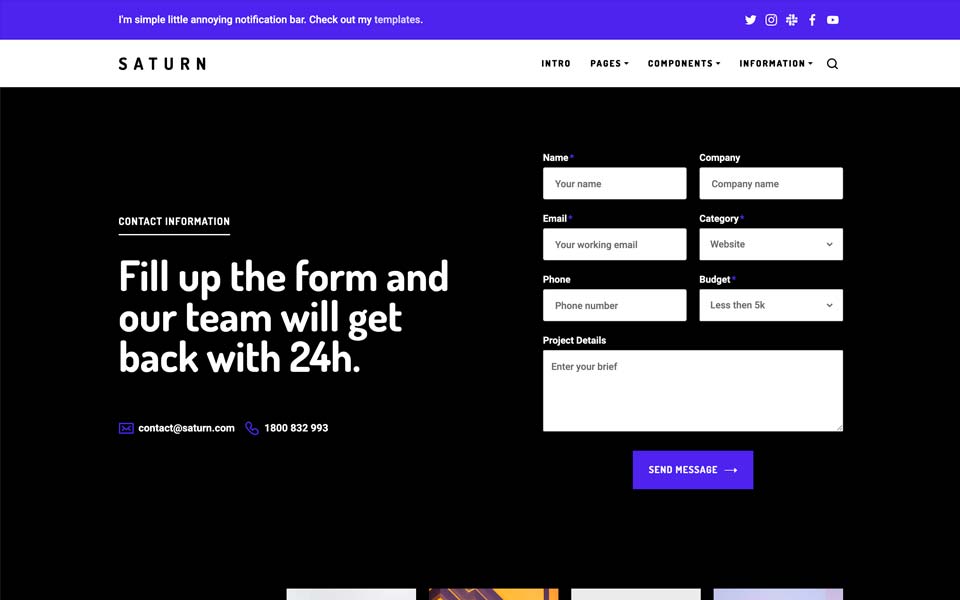 I'm simple little annoying notification bar. Check out my templates.
SATURN
INTRO PAGES COMPONENTS INFORMATION
CONTACT INFORMATION
Fill up the form and
our team will get
back with 24h.
contact@saturn.com 1800 832 993
Name* Company
Your name Company name
Email* Category*
Your working email Website
Phone Budget*
Phone number Less then 5k
Project Details
Enter your brief
SEND MESSAGE